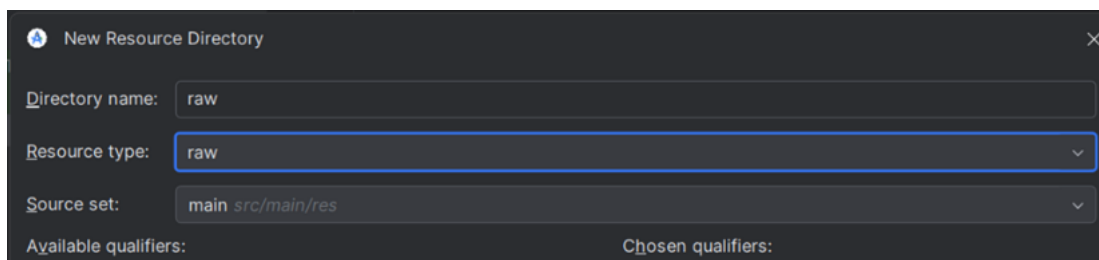 New Resource Directory
Directory name: raw
Resource type: raw
Source set: main src/main/res
Available qualifiers: Chosen qualifiers: